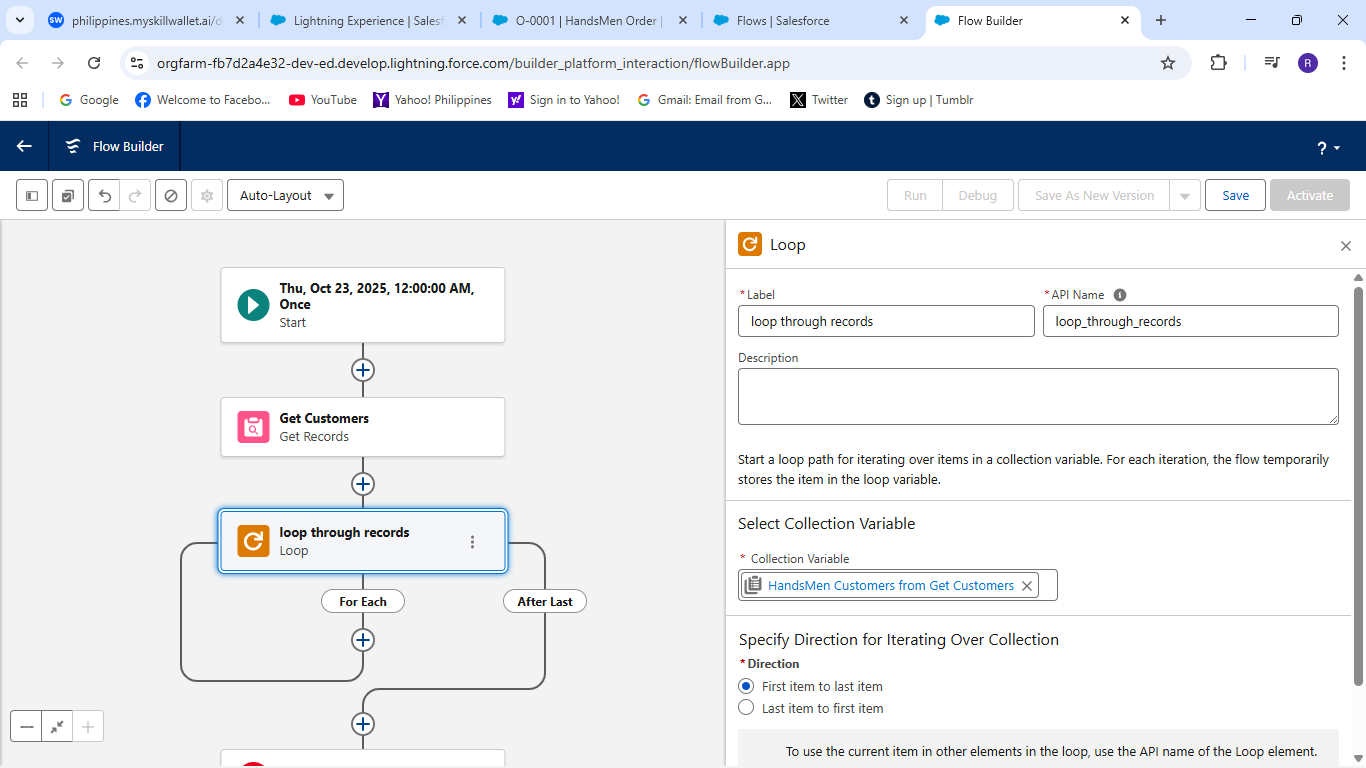 philippines.myskillwallet.ai/d
Lightning Experience | Salesf
O-0001 | HandsMen Order |
Flows | Salesforce
Flow Builder
orgfarm-fb7d2a4e32-dev-ed.develop.lightning.force.com/builder_platform_interaction/flowBuilder.app
R
Google
Welcome to Facebo...
YouTube
Yahoo! Philippines
Sign in to Yahoo!
Gmail: Email from G...
Twitter
Sign up | Tumblr
Flow Builder
?
Auto-Layout
Run
Debug
Save As New Version
Save
Activate
Thu, Oct 23, 2025, 12:00:00 AM,
Once
Start
Get Customers
Get Records
loop through records
Loop
For Each
After Last
Loop
*Label
*API Name
loop through records
loop_through_records
Description
Start a loop path for iterating over items in a collection variable. For each iteration, the flow temporarily
stores the item in the loop variable.
Select Collection Variable
* Collection Variable
HandsMen Customers from Get Customers
Specify Direction for Iterating Over Collection
*Direction
First item to last item
Last item to first item
To use the current item in other elements in the loop, use the API name of the Loop element.